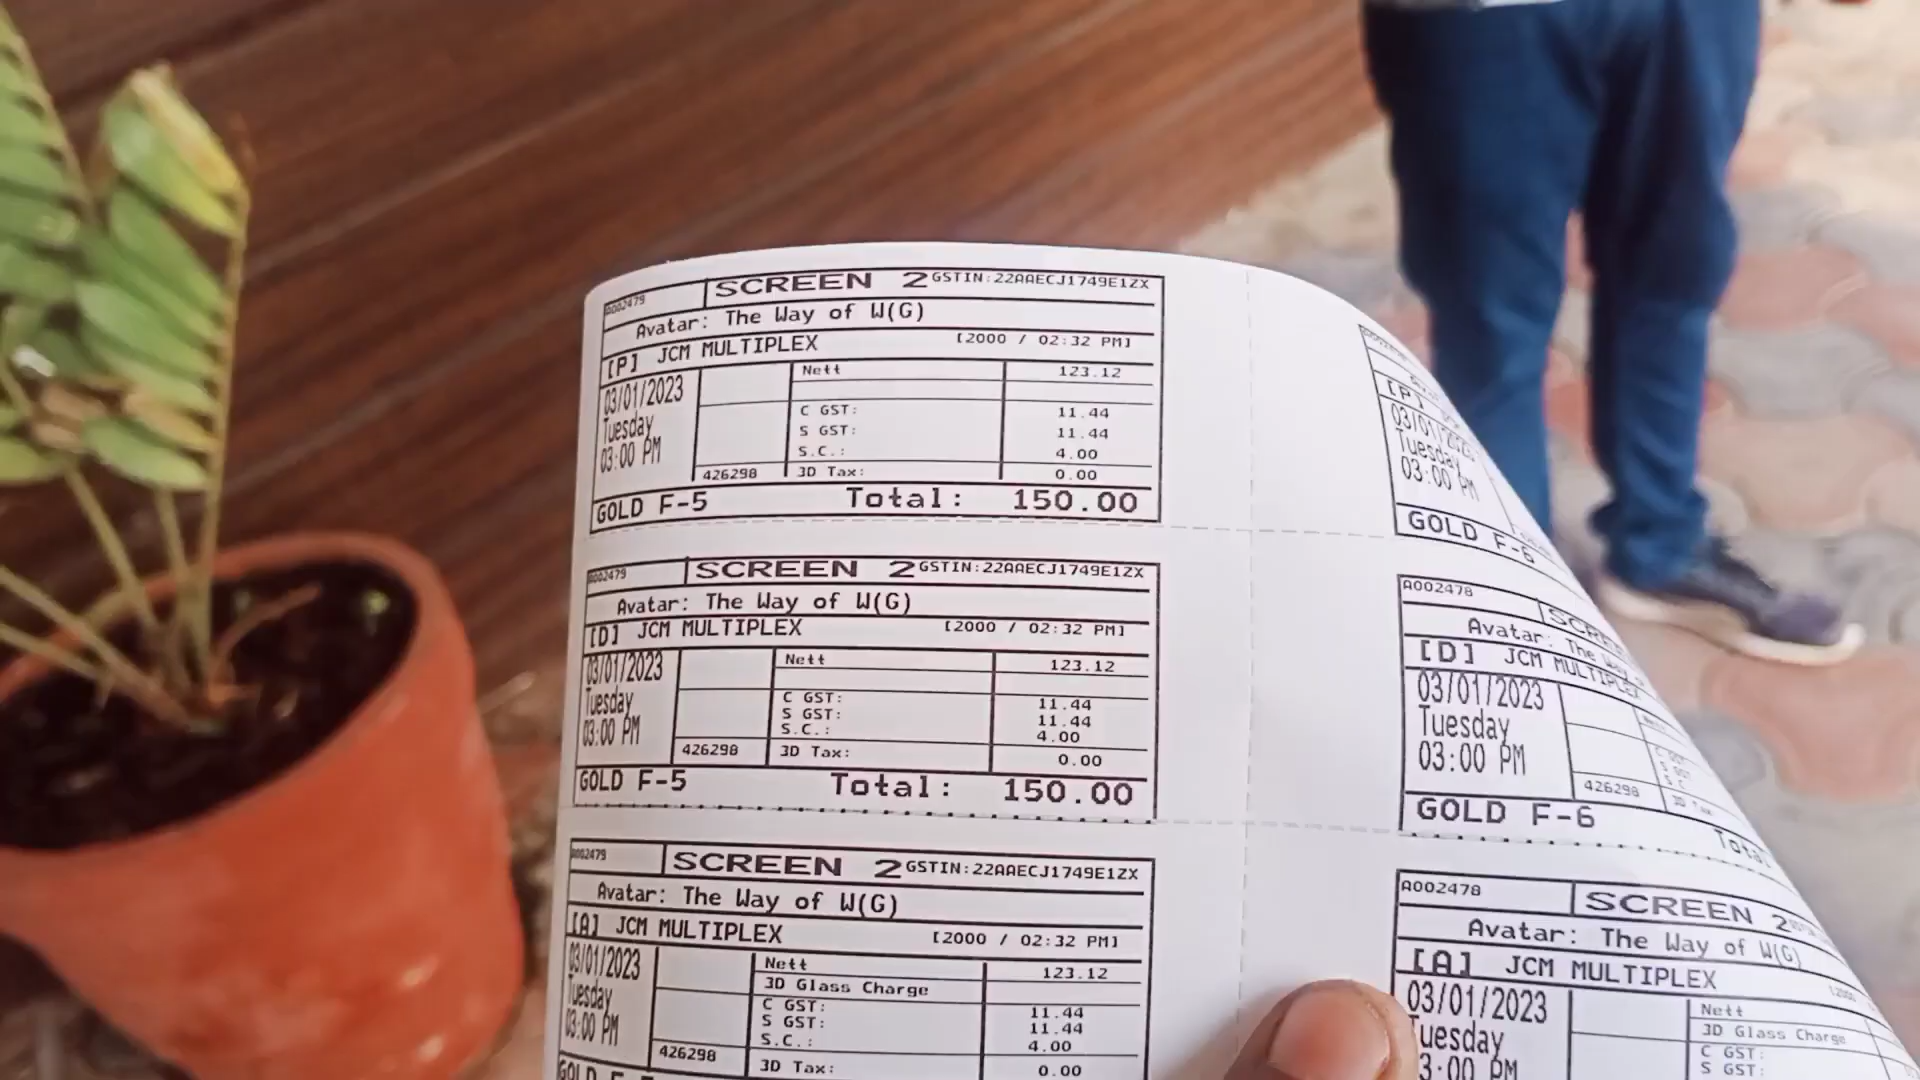 A002479 SCREEN 2 GSTIN:22AAECJ1749E1ZX
Avatar: The Way of W(G)
[P] JCM MULTIPLEX [2000 / 02:32 PM]
03/01/2023 Nett 123.12
Tuesday C GST: 11.44
S GST: 11.44
03:00 PM S.C.: 4.00
426298 3D Tax: 0.00
GOLD F-5 Total: 150.00
A002479 SCREEN 2 GSTIN:22AAECJ1749E1ZX
Avatar: The Way of W(G)
[D] JCM MULTIPLEX [2000 / 02:32 PM]
03/01/2023 Nett 123.12
Tuesday C GST: 11.44
S GST: 11.44
03:00 PM S.C.: 4.00
426298 3D Tax: 0.00
GOLD F-5 Total: 150.00
A002479 SCREEN 2 GSTIN:22AAECJ1749E1ZX
Avatar: The Way of W(G)
[A] JCM MULTIPLEX [2000 / 02:32 PM]
03/01/2023 Nett 123.12
3D Glass Charge
Tuesday C GST: 11.44
S GST: 11.44
03:00 PM S.C.: 4.00
426298 3D Tax: 0.00
GOLD
[P]
03/01/2023
Tuesday
03:00 PM
GOLD F-6
A002478
Avatar: The Way
[D] JCM MULTIPLEX
03/01/2023
Tuesday
03:00 PM
426298 3D
GOLD F-6 Total
A002478 SCREEN 2
Avatar: The Way of W(G)
[A] JCM MULTIPLEX
03/01/2023 Nett
3D Glass Charge
Tuesday C GST:
S GST: